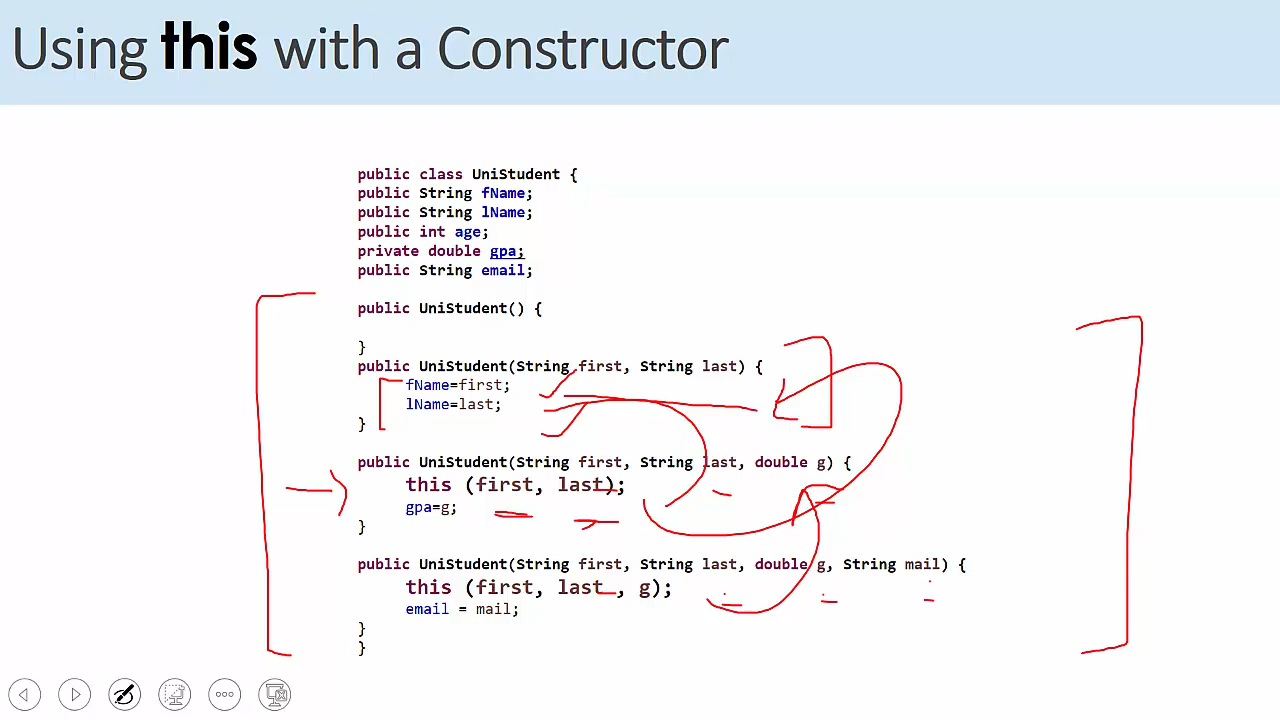 Using this with a Constructor
public class UniStudent {
public String fName;
public String lName;
public int age;
private double gpa;
public String email;
public UniStudent() {
}
public UniStudent(String first, String last) {
fName=first;
lName=last;
}
public UniStudent(String first, String last, double g) {
this (first, last);
gpa=g;
}
public UniStudent(String first, String last, double g, String mail) {
this (first, last , g);
email = mail;
}
}